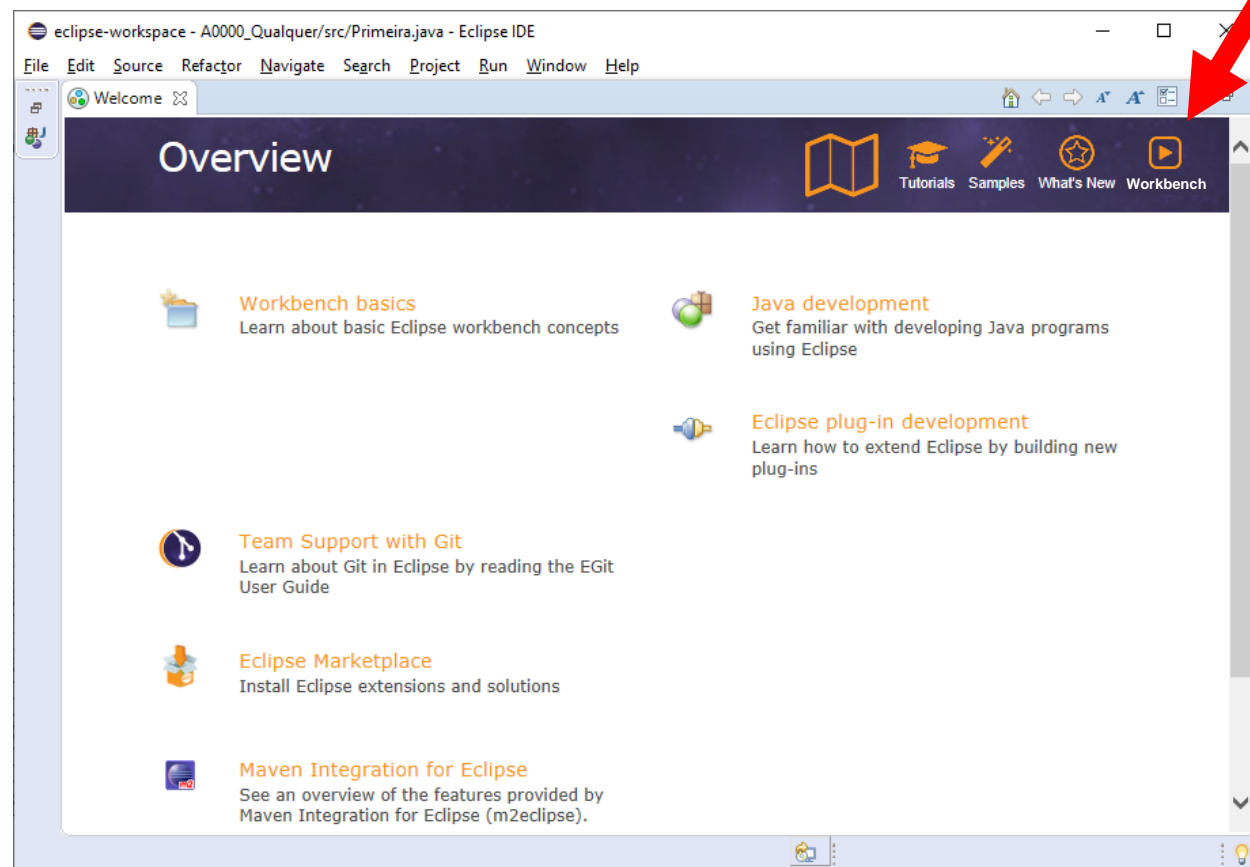 eclipse-workspace - A0000_Qualquer/src/Primeira.java - Eclipse IDE
File Edit Source Refactor Navigate Search Project Run Window Help
Welcome
Overview
Tutorials Samples What's New Workbench
Workbench basics
Learn about basic Eclipse workbench concepts
Java development
Get familiar with developing Java programs
using Eclipse
Eclipse plug-in development
Learn how to extend Eclipse by building new
plug-ins
Team Support with Git
Learn about Git in Eclipse by reading the EGit
User Guide
Eclipse Marketplace
Install Eclipse extensions and solutions
Maven Integration for Eclipse
See an overview of the features provided by
Maven Integration for Eclipse (m2eclipse).